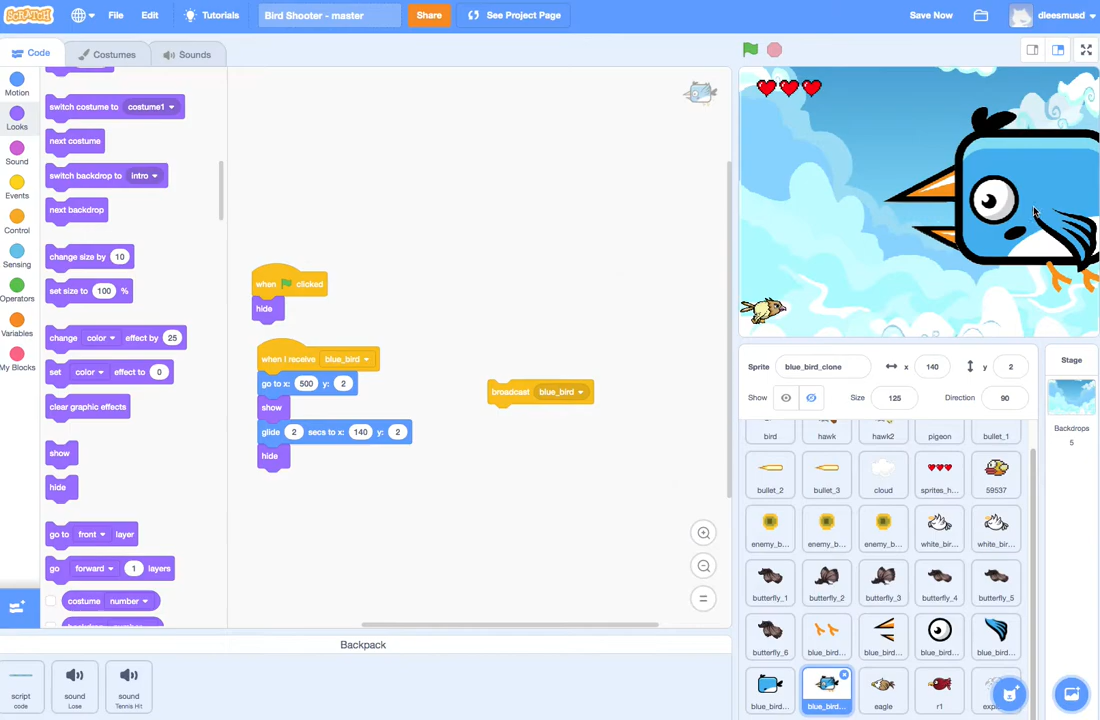 SCRATCH File Edit Tutorials Bird Shooter - master Share See Project Page Save Now dleesmusd
Code Costumes Sounds
Motion
Looks
Sound
Events
Control
Sensing
Operators
Variables
My Blocks
switch costume to costume1
next costume
switch backdrop to intro
next backdrop
change size by 10
set size to 100 %
change color effect by 25
set color effect to 0
clear graphic effects
show
hide
go to front layer
go forward 1 layers
costume number
when clicked
hide
when I receive blue_bird
go to x: 500 y: 2
show
glide 2 secs to x: 140 y: 2
hide
broadcast blue_bird
Sprite blue_bird_clone x 140 y 2
Show Size 125 Direction 90
Stage
Backdrops
5
bird hawk hawk2 pigeon bullet_1
bullet_2 bullet_3 cloud sprites_h... 59537
enemy_b... enemy_b... enemy_b... white_bir... white_bir...
butterfly_1 butterfly_2 butterfly_3 butterfly_4 butterfly_5
butterfly_6 blue_bird... blue_bird... blue_bird... blue_bird...
blue_bird... blue_bird... eagle r1
Backpack
script
code
sound
Lose
sound
Tennis Hit